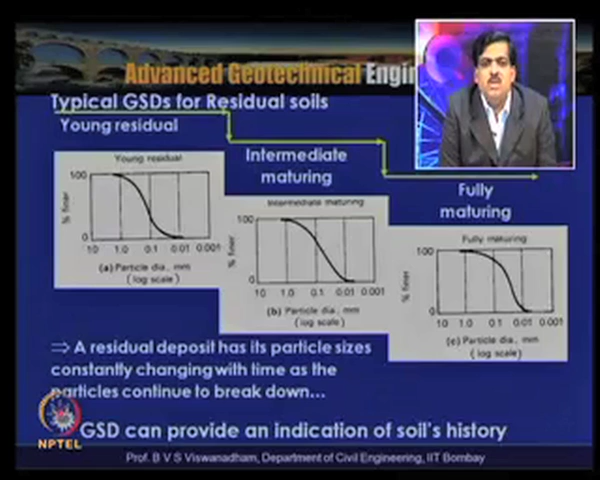 Advanced Geotechnical Engi
Typical GSDs for Residual soils
Young residual
Intermediate
maturing
Fully
maturing
Young residual
100
% finer
0
10 1.0 0.1 0.01 0.001
(a) Particle dia., mm
(log scale)
Intermediate maturing
100
% finer
0
10 1.0 0.1 0.01 0.001
(b) Particle dia., mm
(log scale)
Fully maturing
100
% finer
0
10 1.0 0.1 0.01 0.001
(c) Particle dia., mm
(log scale)
⇒ A residual deposit has its particle sizes
constantly changing with time as the
particles continue to break down...
GSD can provide an indication of soil's history
NPTEL
Prof. B V S Viswanadham, Department of Civil Engineering, IIT Bombay